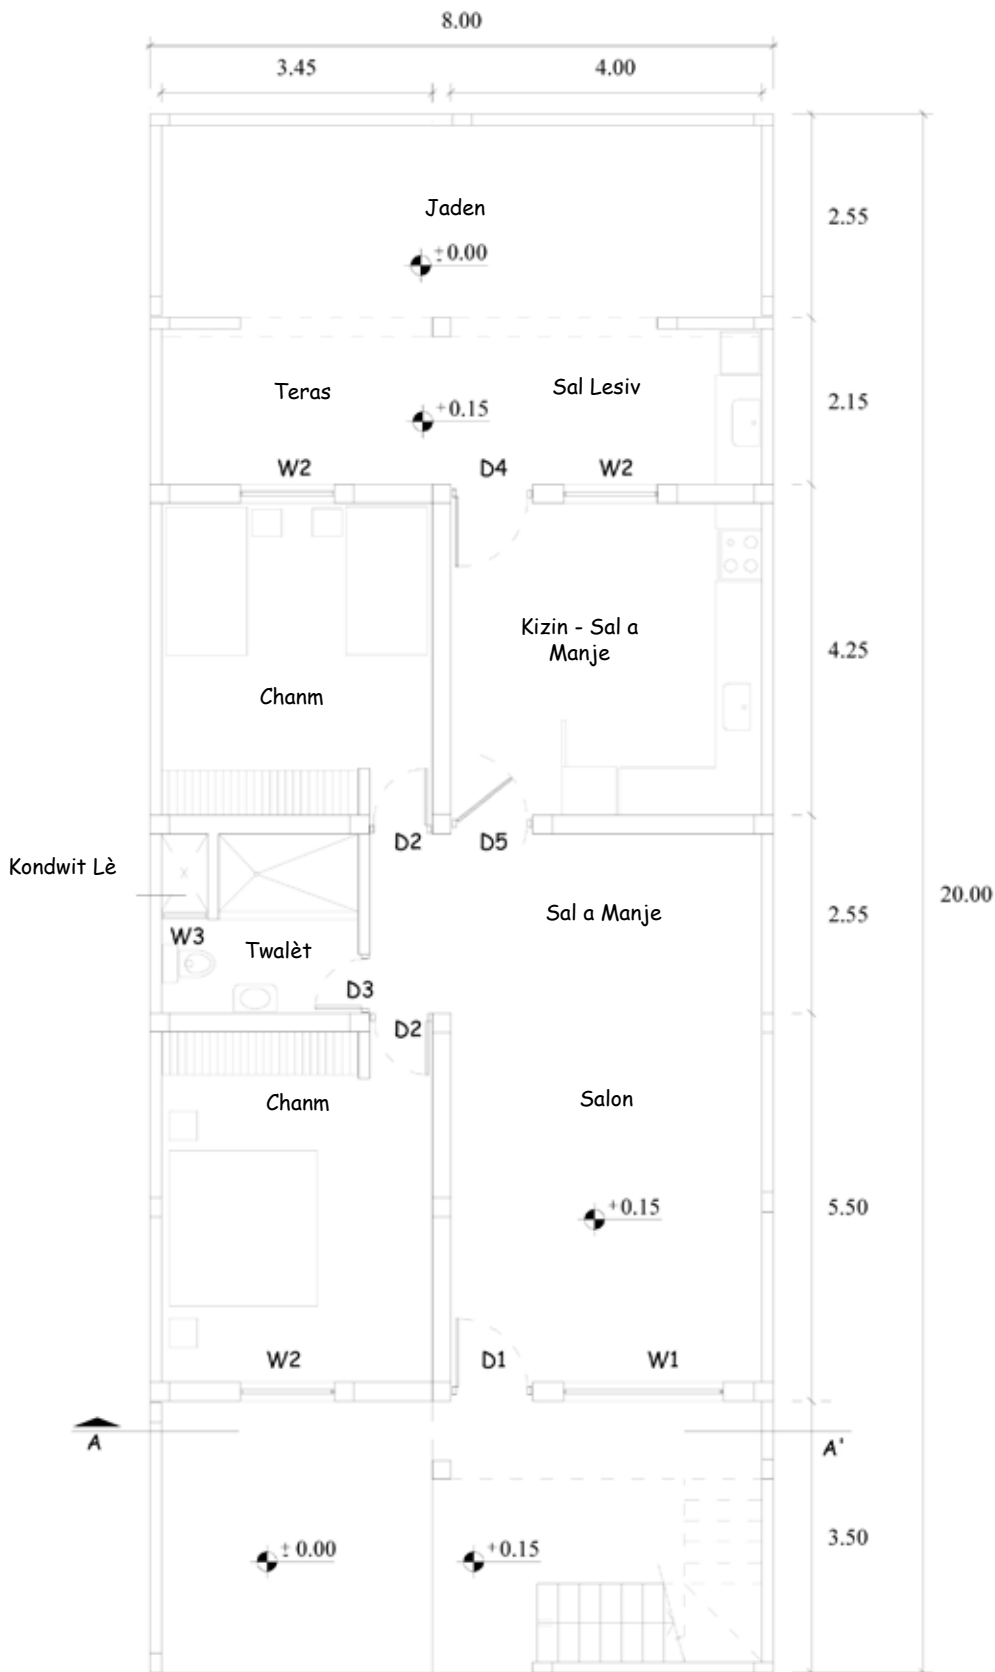 8.00
3.45
4.00
Jaden
±0.00
2.55
Teras
Sal Lesiv
+0.15
2.15
W2
D4
W2
Kizin - Sal a
Manje
4.25
Chanm
D2
D5
Kondwit Lè
Sal a Manje
2.55
20.00
W3
Twalèt
D3
D2
Chanm
Salon
+0.15
5.50
W2
D1
W1
A
A'
± 0.00
+0.15
3.50